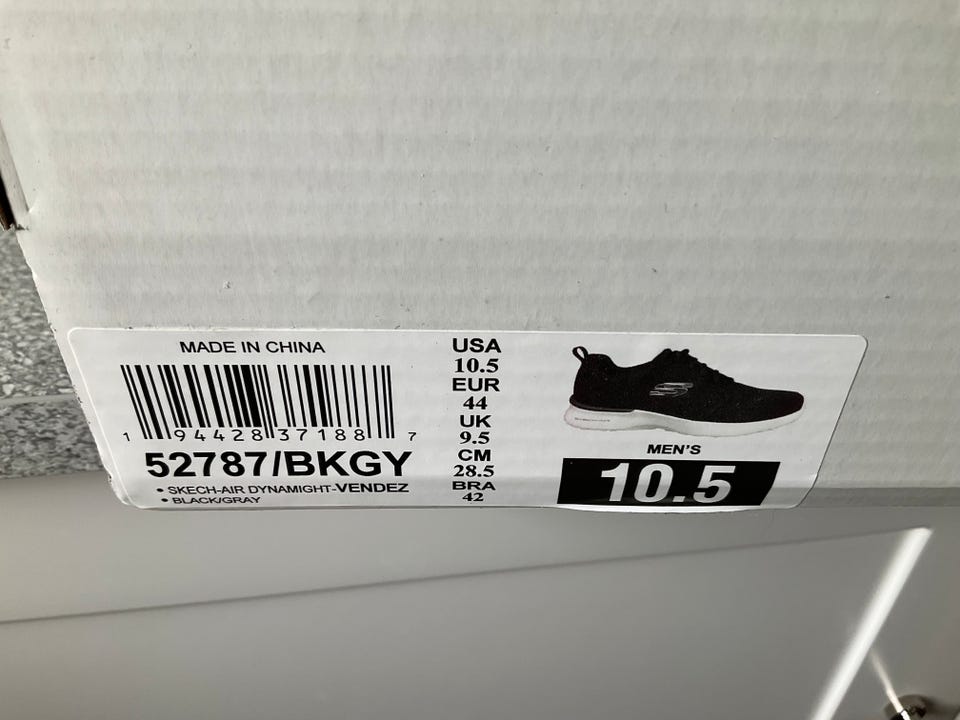 MADE IN CHINA
1 94428 37188 7
52787/BKGY
• SKECH-AIR DYNAMIGHT-VENDEZ
• BLACK/GRAY
USA
10.5
EUR
44
UK
9.5
CM
28.5
BRA
42
MEN'S
10.5